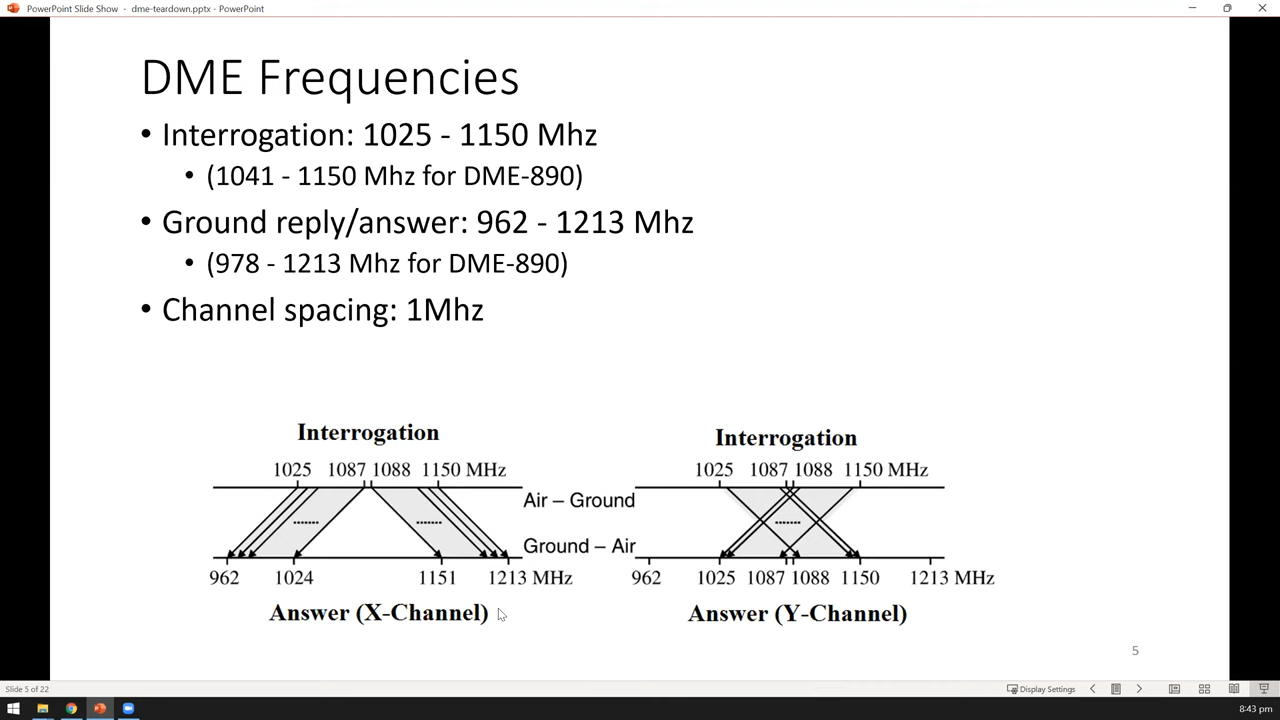 PowerPoint Slide Show - dme-teardown.pptx - PowerPoint
DME Frequencies
• Interrogation: 1025 - 1150 Mhz
• (1041 - 1150 Mhz for DME-890)
• Ground reply/answer: 962 - 1213 Mhz
• (978 - 1213 Mhz for DME-890)
• Channel spacing: 1Mhz
Interrogation
1025 1087 1088 1150 MHz
Air – Ground
Ground – Air
962 1024 1151 1213 MHz
Answer (X-Channel)
Interrogation
1025 1087 1088 1150 MHz
962 1025 1087 1088 1150 1213 MHz
Answer (Y-Channel)
5
Slide 5 of 22
Display Settings
8:43 pm